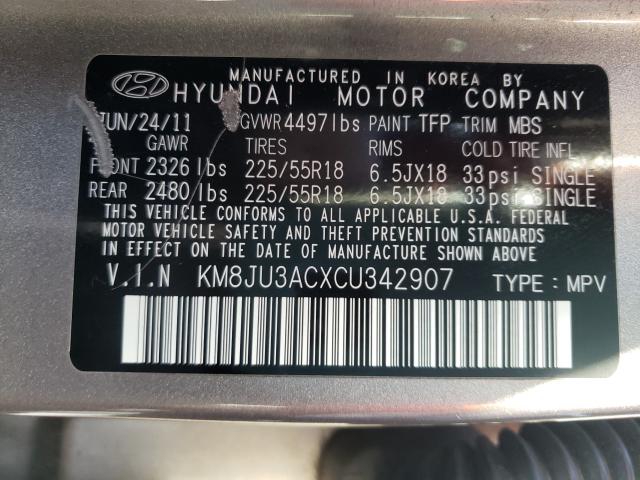 MANUFACTURED IN KOREA BY
HYUNDAI MOTOR COMPANY
JUN/24/11 GVWR 4497lbs PAINT TFP TRIM MBS
GAWR TIRES RIMS COLD TIRE INFL
FRONT 2326 lbs 225/55R18 6.5JX18 33psi SINGLE
REAR 2480 lbs 225/55R18 6.5JX18 33psi SINGLE
THIS VEHICLE CONFORMS TO ALL APPLICABLE U.S.A. FEDERAL
MOTOR VEHICLE SAFETY AND THEFT PREVENTION STANDARDS
IN EFFECT ON THE DATE OF MANUFACTURE SHOWN ABOVE
V.I.N KM8JU3ACXCU342907 TYPE : MPV